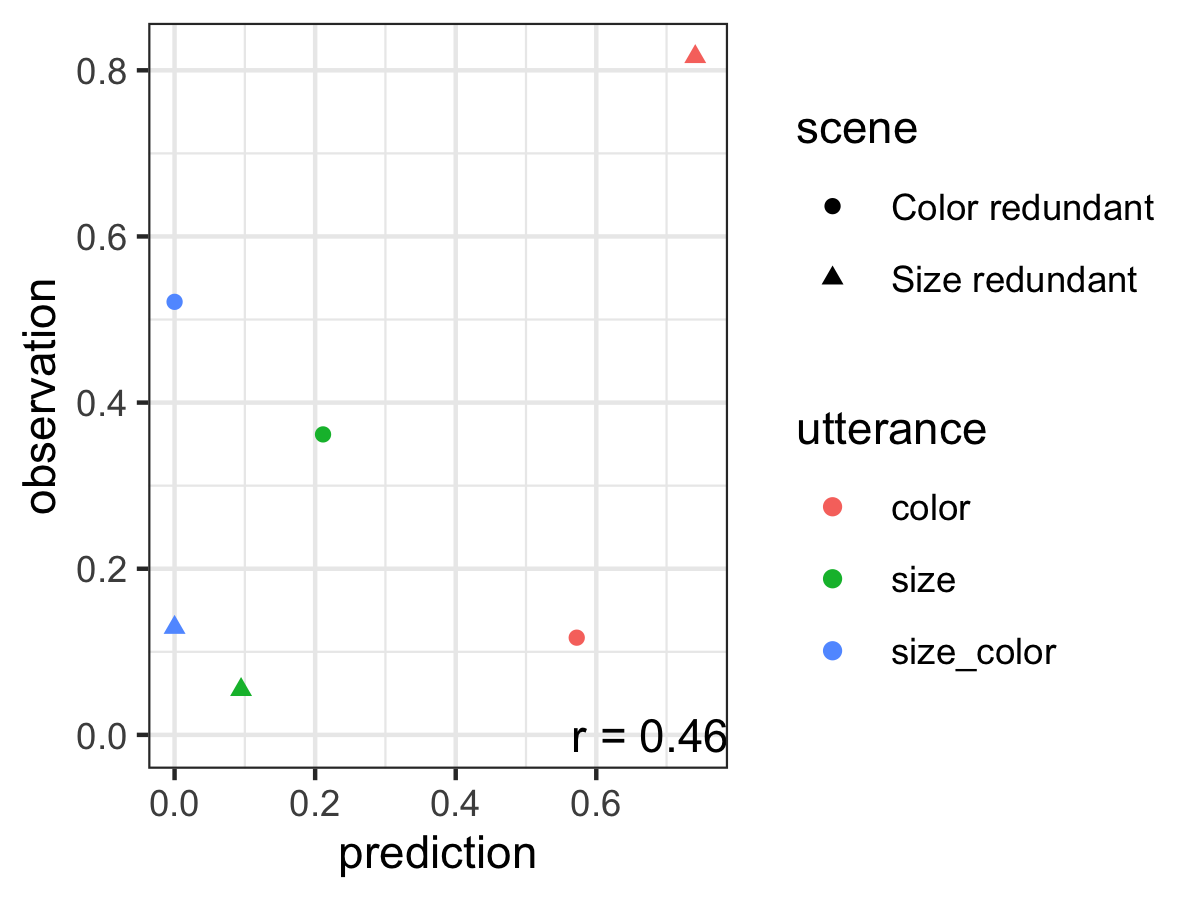 0.8
0.6
0.4
0.2
0.0
observation
0.0 0.2 0.4 0.6
prediction
r = 0.46
scene
Color redundant
Size redundant
utterance
color
size
size_color